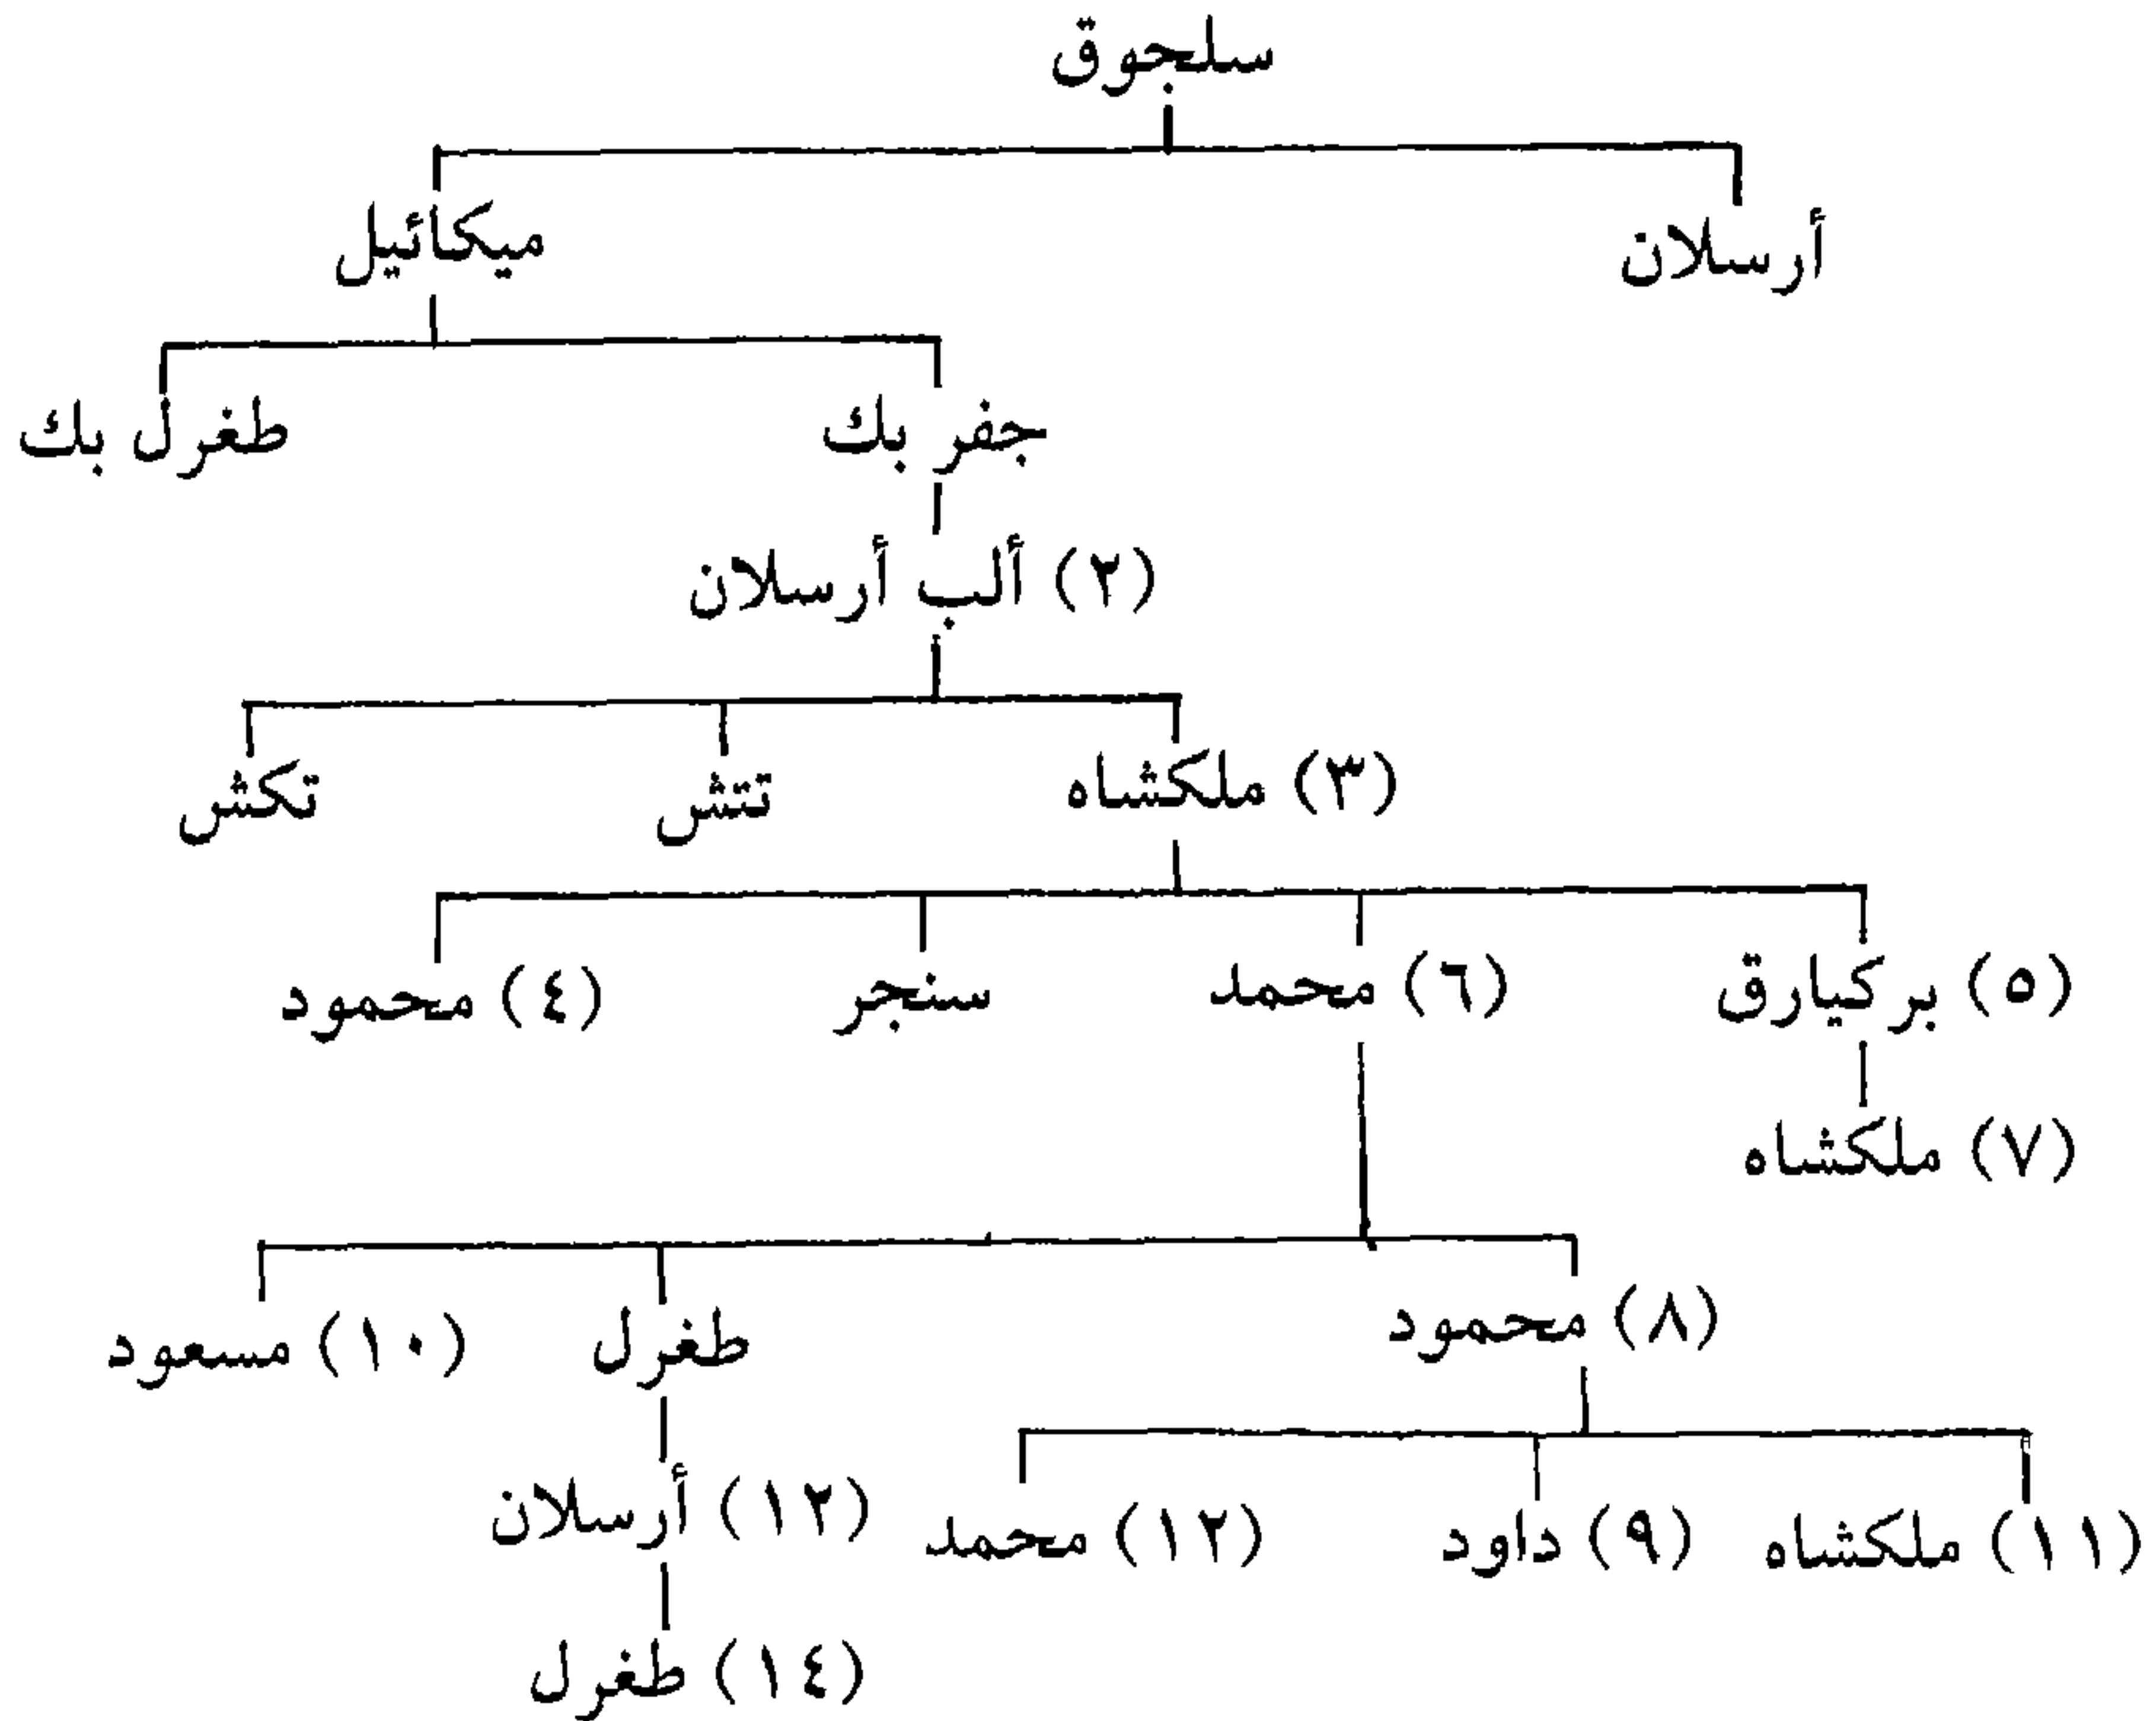 سلجوق
أرسلان ميكائيل
جفر بك طغرل بك
(٢) ألب أرسلان
(٣) ملكشاه تتش تكش
(٥) بركيارق (٦) محمد سنجر (٤) محمود
(٧) ملكشاه
(٨) محمود طغرل (١٠) مسعود
(١١) ملكشاه (٩) داود (١٢) محمد (١٢) أرسلان
(١٤) طغرل